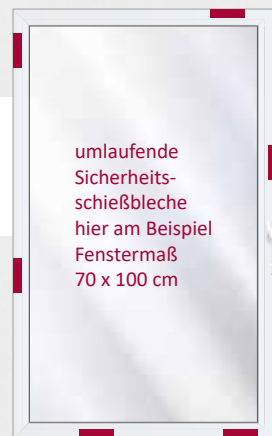 umlaufende
Sicherheits-
schießbleche
hier am Beispiel
Fenstermaß
70 x 100 cm